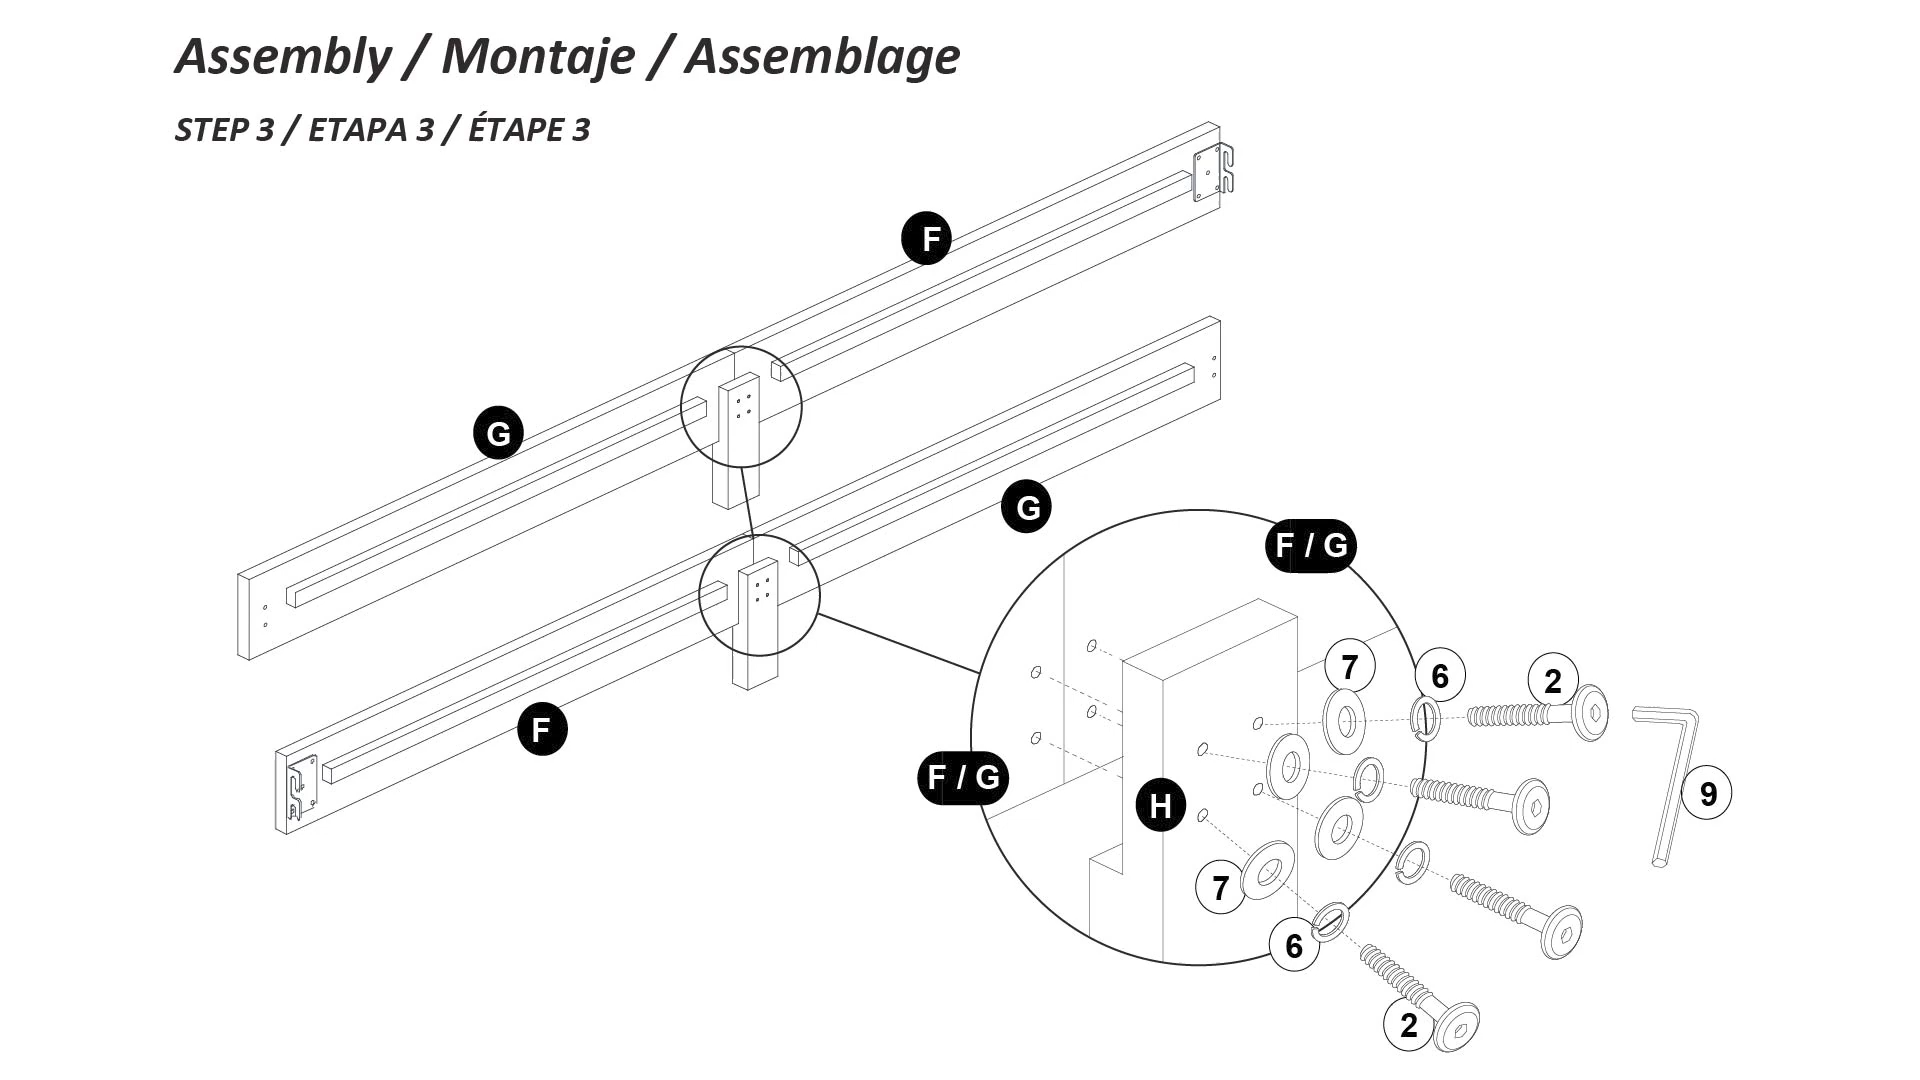 Assembly / Montaje / Assemblage
STEP 3 / ETAPA 3 / ÉTAPE 3
F
G
G
F
F / G
F / G
H
7
6
2
9
7
6
2